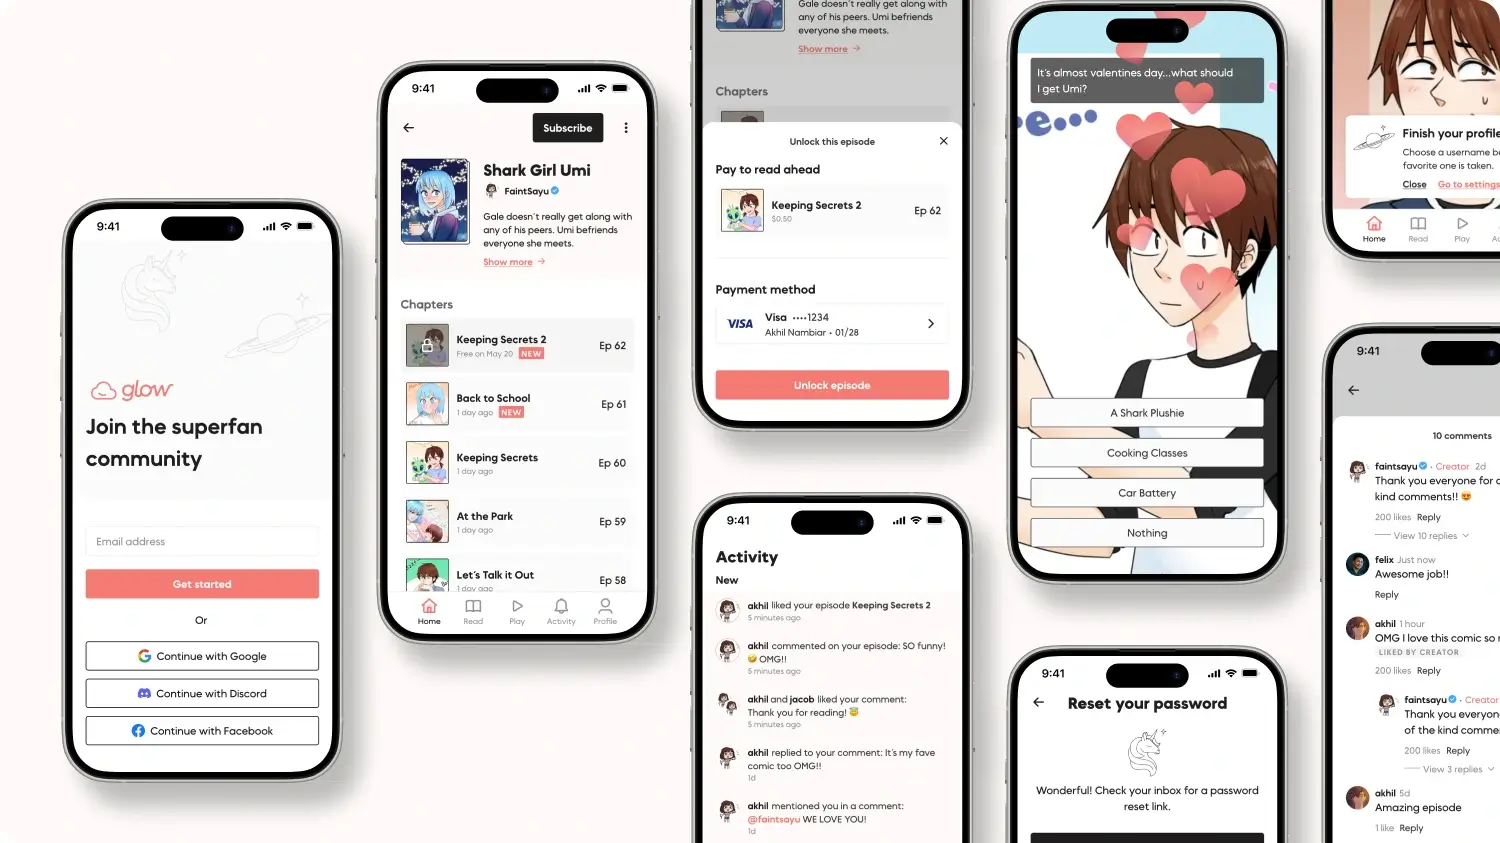 9:41
glow
Join the superfan
community
Email address
Get started
Or
Continue with Google
Continue with Discord
Continue with Facebook
9:41
Subscribe
Shark Girl Umi
FaintSayu
Gale doesn't really get along with
any of his peers. Umi befriends
everyone she meets.
Show more
Chapters
Keeping Secrets 2
Free on May 20 NEW
Ep 62
Back to School
1 day ago NEW
Ep 61
Keeping Secrets
1 day ago
Ep 60
At the Park
1 day ago
Ep 59
Let's Talk it Out
1 day ago
Ep 58
Home Read Play Activity Profile
Gale doesn't really get along with
any of his peers. Umi befriends
everyone she meets.
Show more
Chapters
Unlock this episode
Pay to read ahead
Keeping Secrets 2
$0.50
Ep 62
Payment method
VISA
Visa ····1234
Akhil Nambiar • 01/28
Unlock episode
9:41
Activity
New
akhil liked your episode Keeping Secrets 2
5 minutes ago
akhil commented on your episode: SO funny!
🤣 OMG!!
5 minutes ago
akhil and jacob liked your comment:
Thank you for reading! 😇
5 minutes ago
akhil replied to your comment: It's my fave
comic too OMG!!
1d
akhil mentioned you in a comment:
@faintsayu WE LOVE YOU!
1d
It's almost valentines day...what should
I get Umi?
e...
A Shark Plushie
Cooking Classes
Car Battery
Nothing
9:41
Reset your password
Wonderful! Check your inbox for a password
reset link.
Finish your profile
Choose a username be
favorite one is taken.
Close Go to settings
Home Read Play Ac
9:41
10 comments
faintsayu · Creator 2d
Thank you everyone for
kind comments!! 😍
200 likes Reply
View 10 replies
felix Just now
Awesome job!!
Reply
akhil 1 hour
OMG I love this comic so
LIKED BY CREATOR
200 likes Reply
faintsayu · Creator
Thank you everyon
of the kind comme
200 likes Reply
View 3 replies
akhil 5d
Amazing episode
1 like Reply